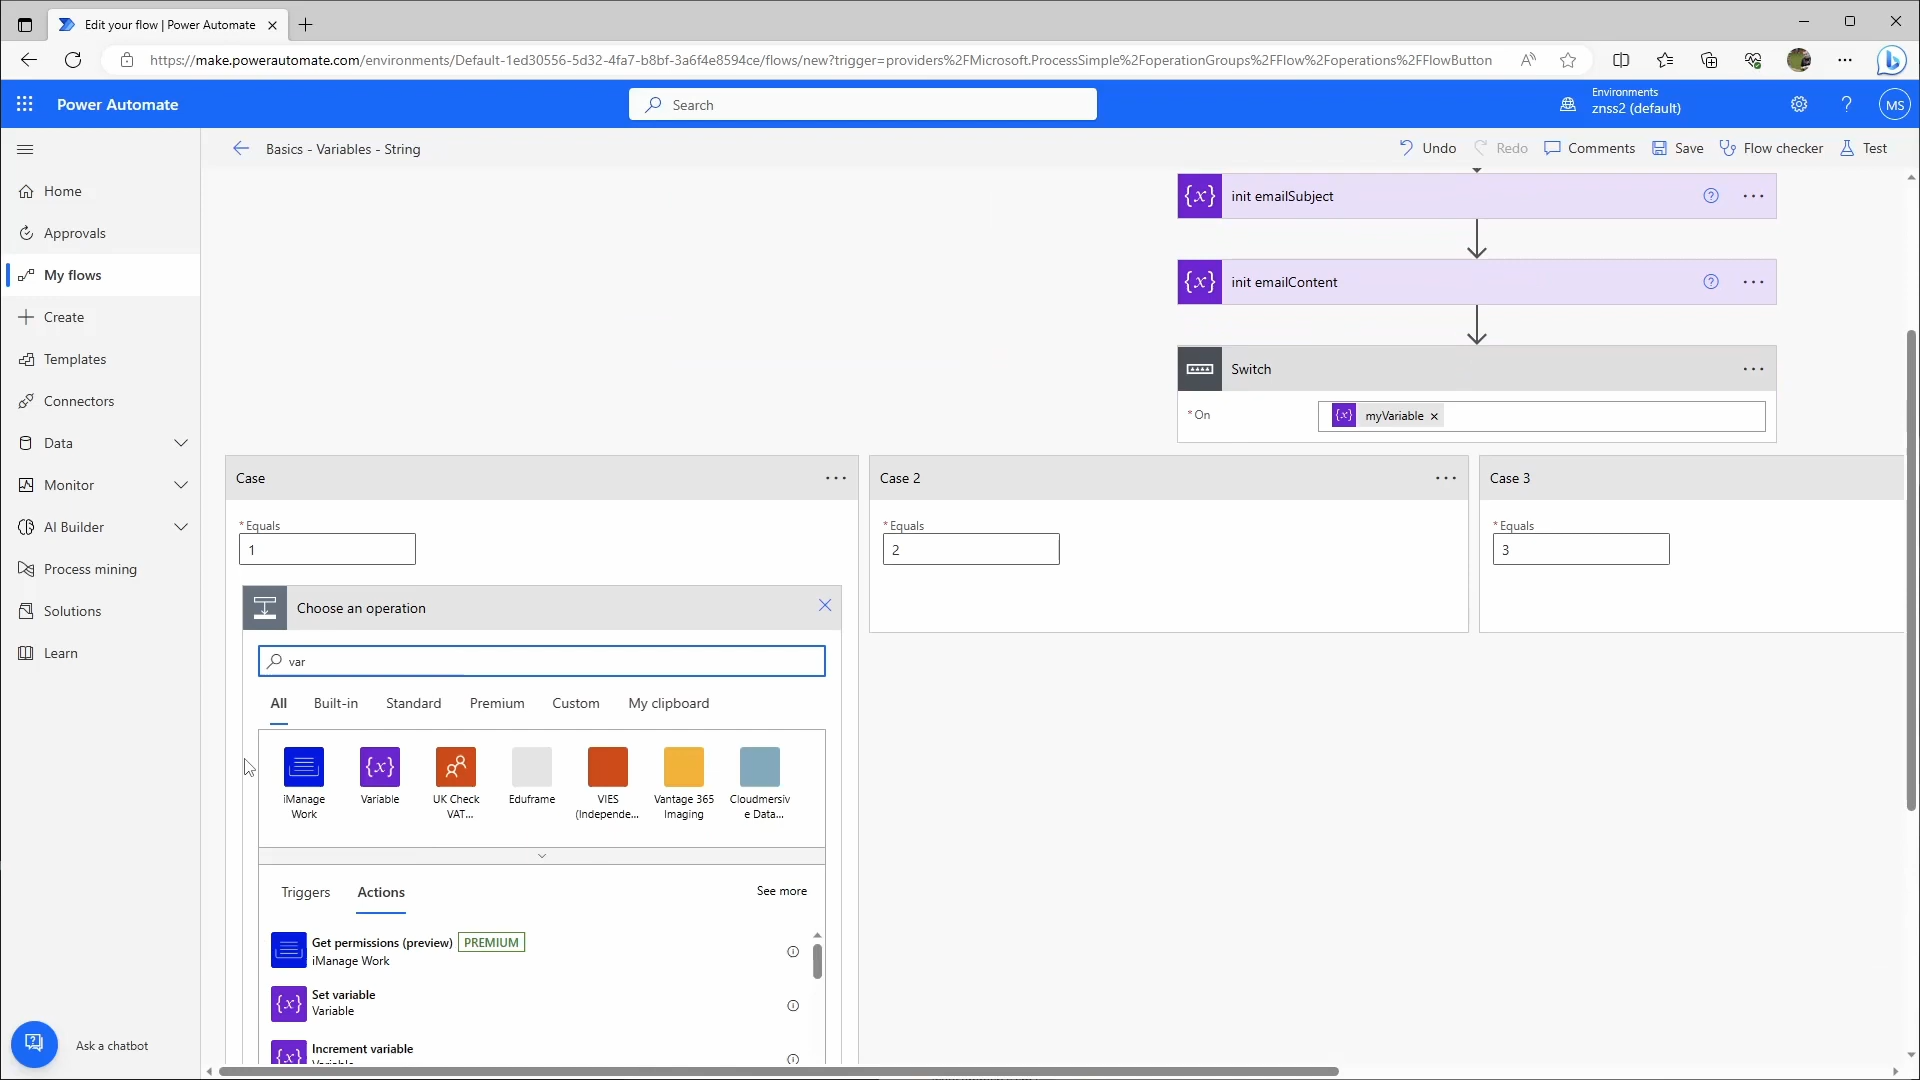 Edit your flow | Power Automate
https://make.powerautomate.com/environments/Default-1ed30556-5d32-4fa7-b8bf-3a6f4e8594ce/flows/new?trigger=providers%2FMicrosoft.ProcessSimple%2FoperationGroups%2FFlow%2Foperations%2FFlowButton
Power Automate
Search
Environments
znss2 (default)
MS
Basics - Variables - String
Undo
Redo
Comments
Save
Flow checker
Test
Home
Approvals
My flows
Create
Templates
Connectors
Data
Monitor
AI Builder
Process mining
Solutions
Learn
Ask a chatbot
{x} init emailSubject
{x} init emailContent
Switch
* On
{x} myVariable
Case
* Equals
1
Case 2
* Equals
2
Case 3
* Equals
3
Choose an operation
var
All
Built-in
Standard
Premium
Custom
My clipboard
iManage Work
{x} Variable
UK Check VAT...
Eduframe
VIES (Independe...
Vantage 365 Imaging
Cloudmersiv e Data...
Triggers
Actions
See more
Get permissions (preview) PREMIUM
iManage Work
{x} Set variable
Variable
{x} Increment variable
Variable